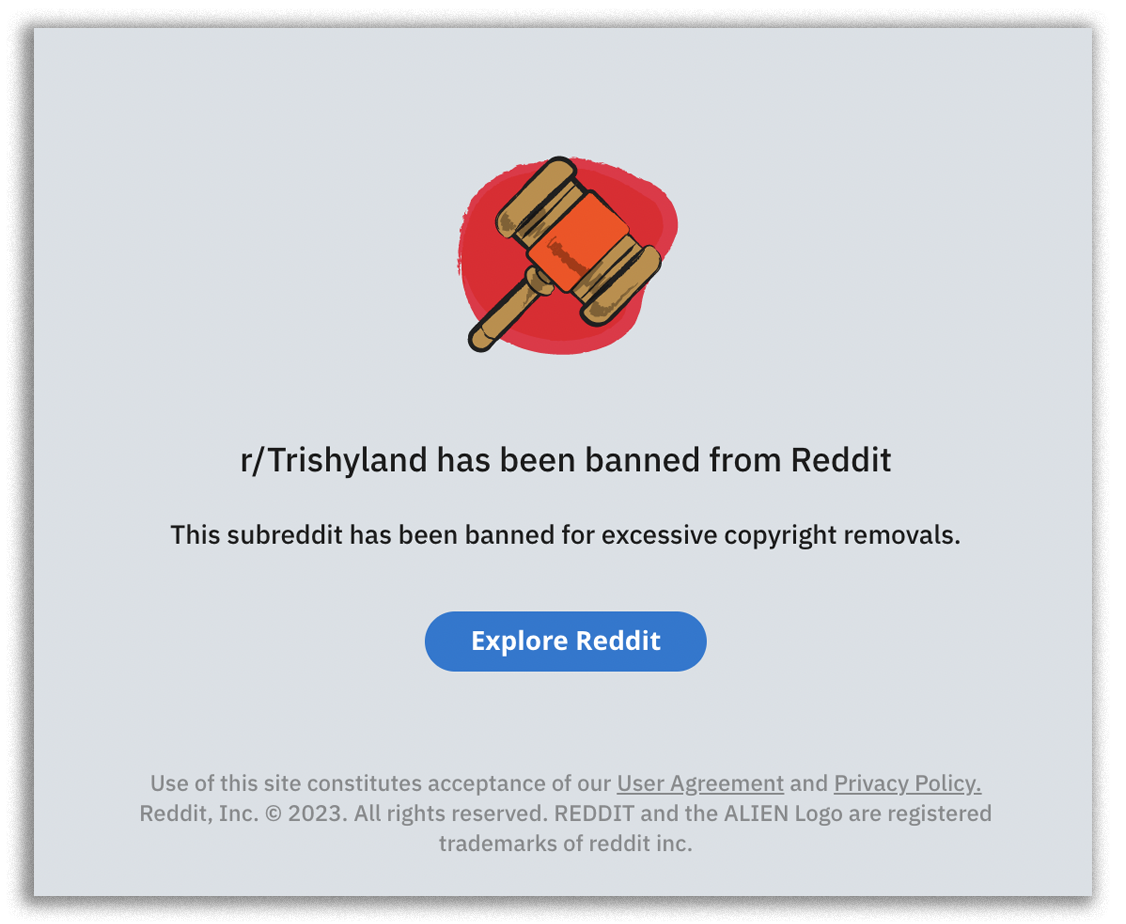 r/Trishyland has been banned from Reddit
This subreddit has been banned for excessive copyright removals.
Explore Reddit
Use of this site constitutes acceptance of our User Agreement and Privacy Policy.
Reddit, Inc. © 2023. All rights reserved. REDDIT and the ALIEN Logo are registered
trademarks of reddit inc.